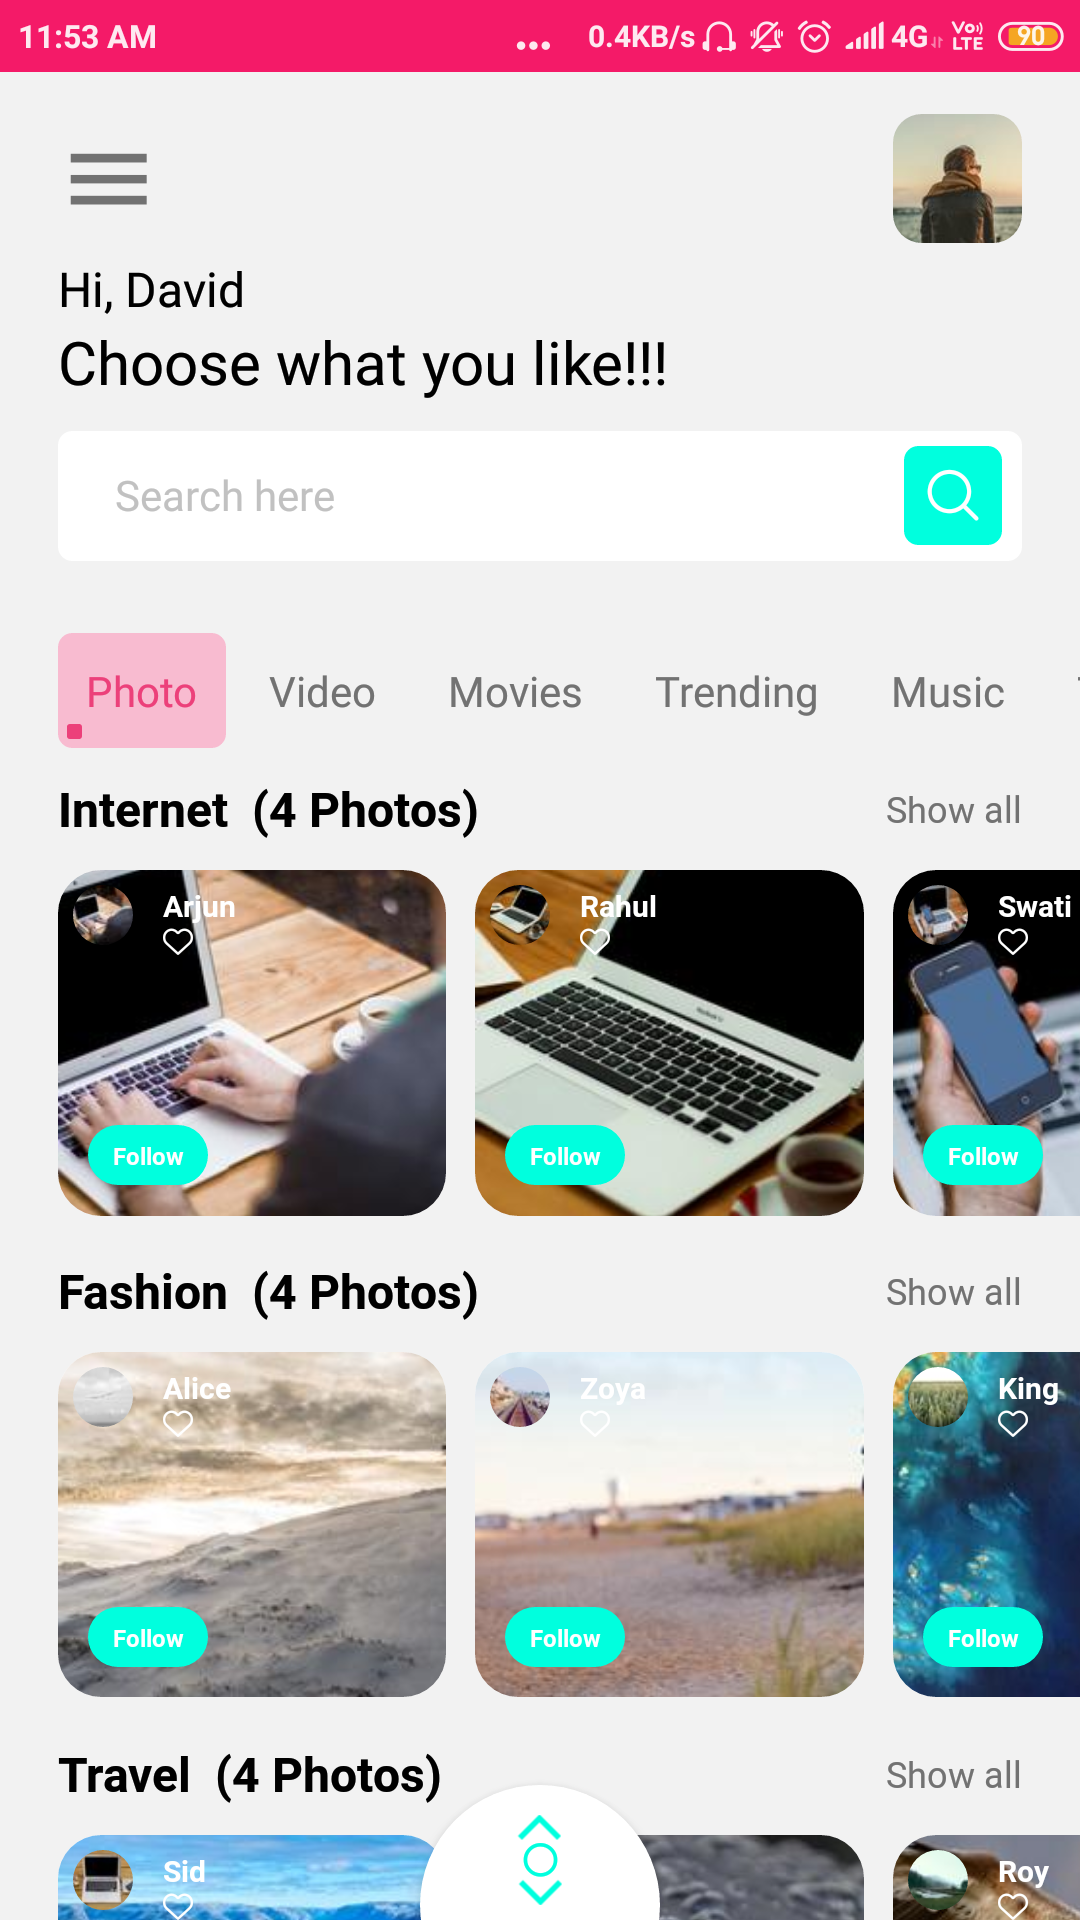 11:53 AM ... 0.4KB/s 4G VoLTE 90
Hi, David
Choose what you like!!!
Search here
Photo Video Movies Trending Music
Internet (4 Photos) Show all
Arjun Rahul Swati
Follow Follow Follow
Fashion (4 Photos) Show all
Alice Zoya King
Follow Follow Follow
Travel (4 Photos) Show all
Sid Roy